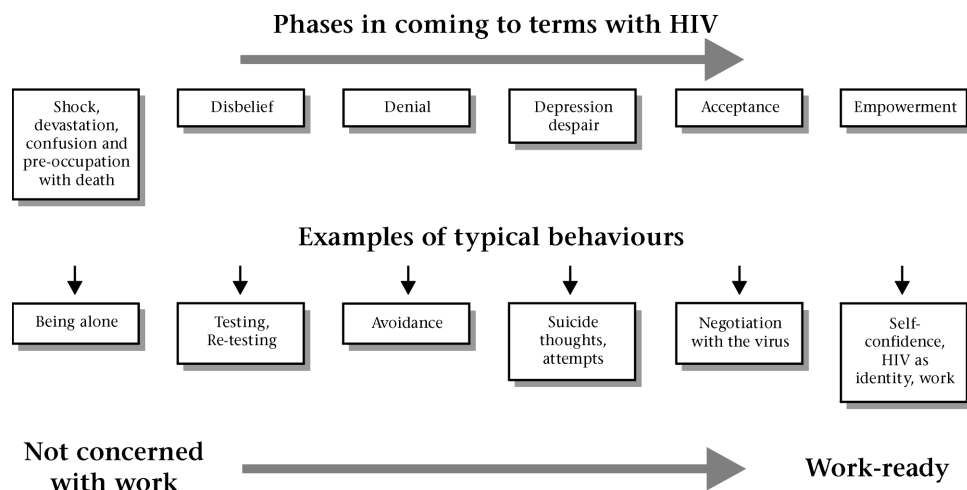 Phases in coming to terms with HIV
Shock,
devastation,
confusion and
pre-occupation
with death
Disbelief
Denial
Depression
despair
Acceptance
Empowerment
Examples of typical behaviours
Being alone
Testing,
Re-testing
Avoidance
Suicide
thoughts,
attempts
Negotiation
with the virus
Self-
confidence,
HIV as
identity, work
Not concerned
with work
Work-ready